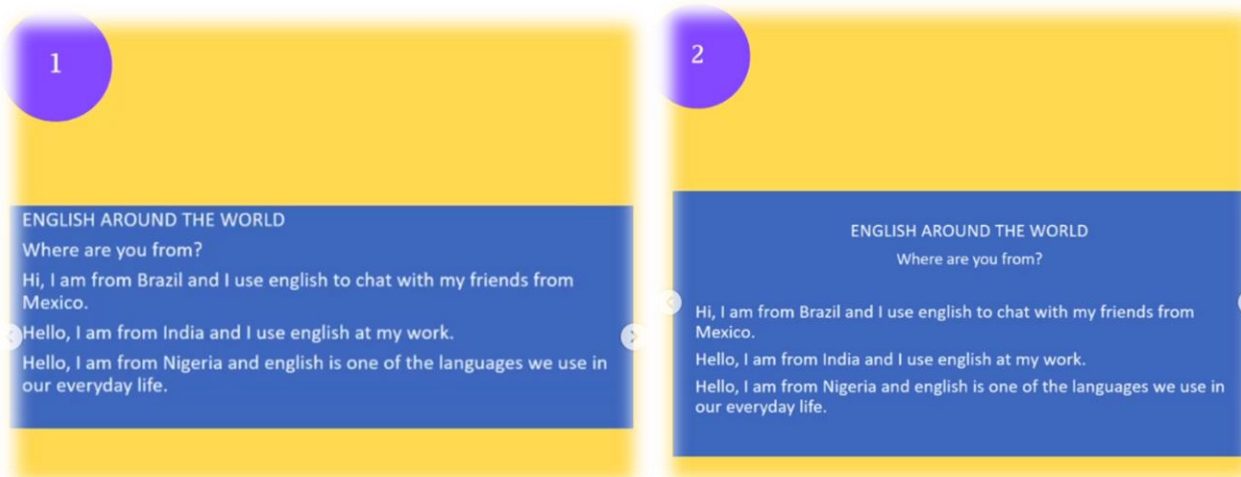 1
ENGLISH AROUND THE WORLD
Where are you from?
Hi, I am from Brazil and I use english to chat with my friends from
Mexico.
Hello, I am from India and I use english at my work.
Hello, I am from Nigeria and english is one of the languages we use in
our everyday life.
2
ENGLISH AROUND THE WORLD
Where are you from?
Hi, I am from Brazil and I use english to chat with my friends from
Mexico.
Hello, I am from India and I use english at my work.
Hello, I am from Nigeria and english is one of the languages we use in
our everyday life.